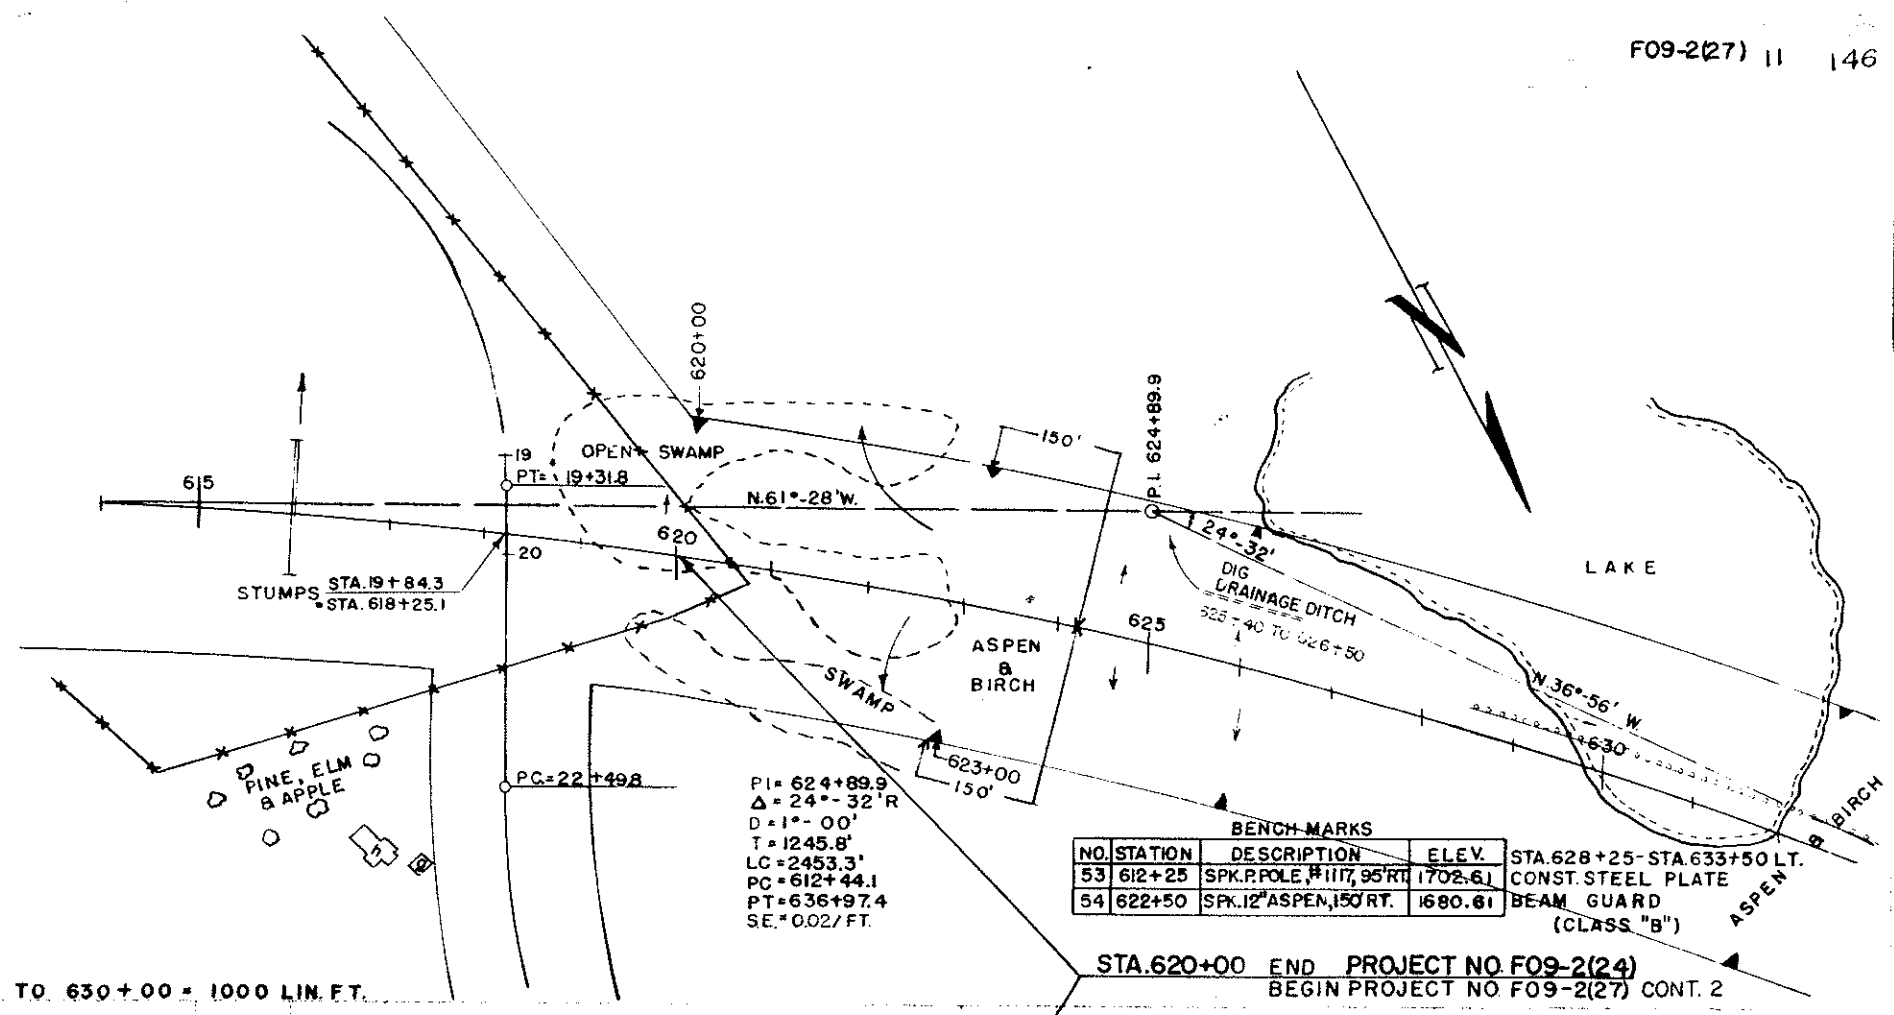 F09-2(27) 11 146
620+00
150'
P.I. 624+89.9
615
19
OPEN SWAMP
PT= 19+31.8
N.61°-28'W.
620
20
24°-32'
LAKE
STUMPS STA.19+84.3
=STA.618+25.1
DIG
DRAINAGE DITCH
625+40 TO 626+50
625
ASPEN
&
BIRCH
SWAMP
N.36°-56' W
630
PINE, ELM
& APPLE
h
g
PC=22+49.8
623+00
150'
PI= 624+89.9
Δ = 24°-32'R
D = 1°-00'
T = 1245.8'
LC = 2453.3'
PC = 612+44.1
PT = 636+97.4
S.E.= 0.02/FT.
BENCH MARKS
NO. STATION DESCRIPTION ELEV.
53 612+25 SPK.P.POLE,#1117,95'RT. 1702.61
54 622+50 SPK.12"ASPEN,150'RT. 1680.61
STA.628+25-STA.633+50 LT.
CONST. STEEL PLATE
BEAM GUARD
(CLASS "B")
ASPEN & BIRCH
STA.620+00 END PROJECT NO. F09-2(24)
BEGIN PROJECT NO. F09-2(27) CONT. 2
TO 630+00 = 1000 LIN. FT.